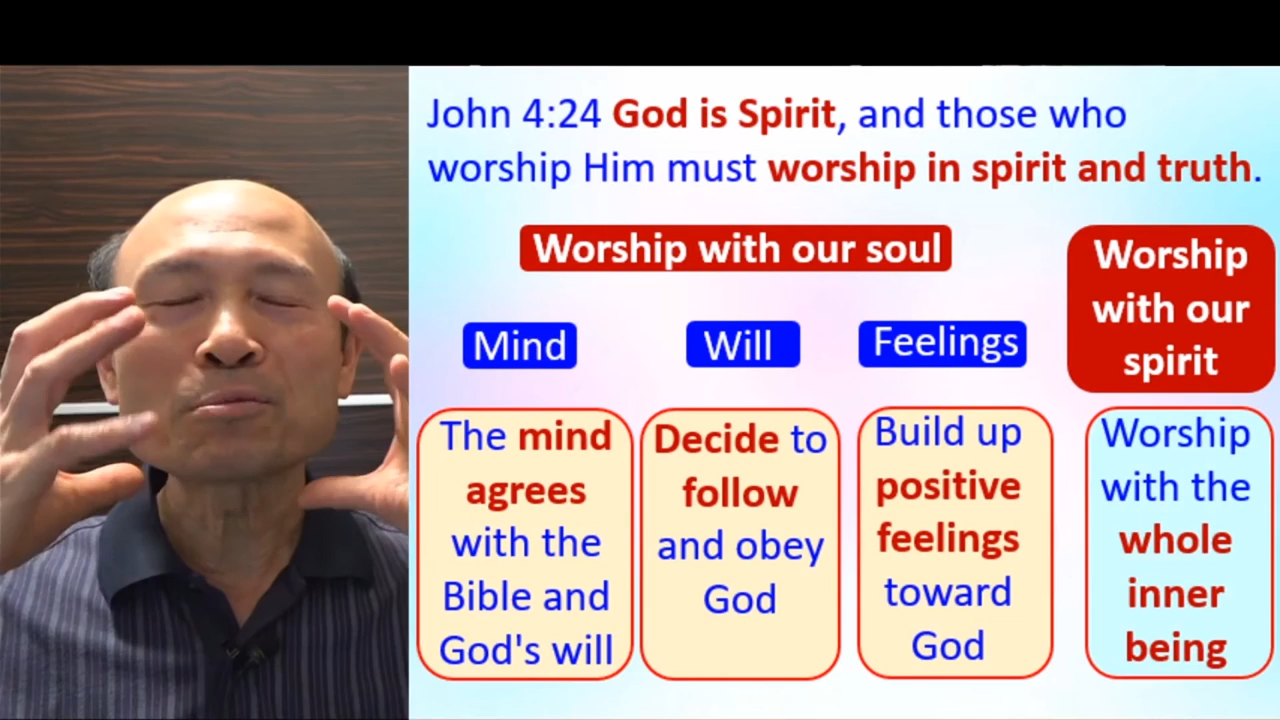 John 4:24 God is Spirit, and those who
worship Him must worship in spirit and truth.
Worship with our soul
Worship
with our
spirit
Mind
Will
Feelings
The mind
agrees
with the
Bible and
God's will
Decide to
follow
and obey
God
Build up
positive
feelings
toward
God
Worship
with the
whole
inner
being